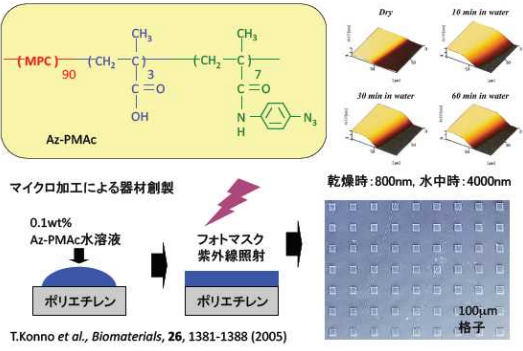 (MPC)
90
(CH₂
CH₃
C)
3
C=O
OH
(CH₂
CH₃
C)
7
C=O
N
H
N₃
Az-PMAc
Dry
10 min in water
30 min in water
60 min in water
乾燥時:800nm, 水中時:4000nm
マイクロ加工による器材創製
0.1wt%
Az-PMAc水溶液
ポリエチレン
フォトマスク
紫外線照射
ポリエチレン
100μm
格子
T.Konno et al., Biomaterials, 26, 1381-1388 (2005)